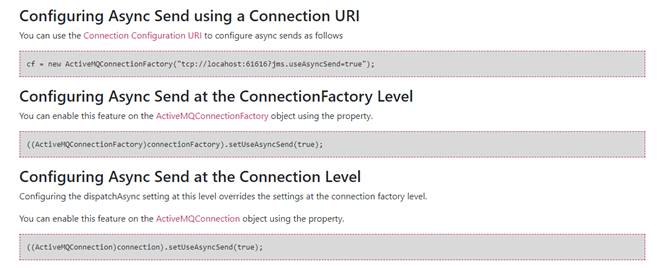 Configuring Async Send using a Connection URI
You can use the Connection Configuration URI to configure async sends as follows
cf = new ActiveMQConnectionFactory("tcp://locahost:61616?jms.useAsyncSend=true");
Configuring Async Send at the ConnectionFactory Level
You can enable this feature on the ActiveMQConnectionFactory object using the property.
((ActiveMQConnectionFactory)connectionFactory).setUseAsyncSend(true);
Configuring Async Send at the Connection Level
Configuring the dispatchAsync setting at this level overrides the settings at the connection factory level.
You can enable this feature on the ActiveMQConnection object using the property.
((ActiveMQConnection)connection).setUseAsyncSend(true);